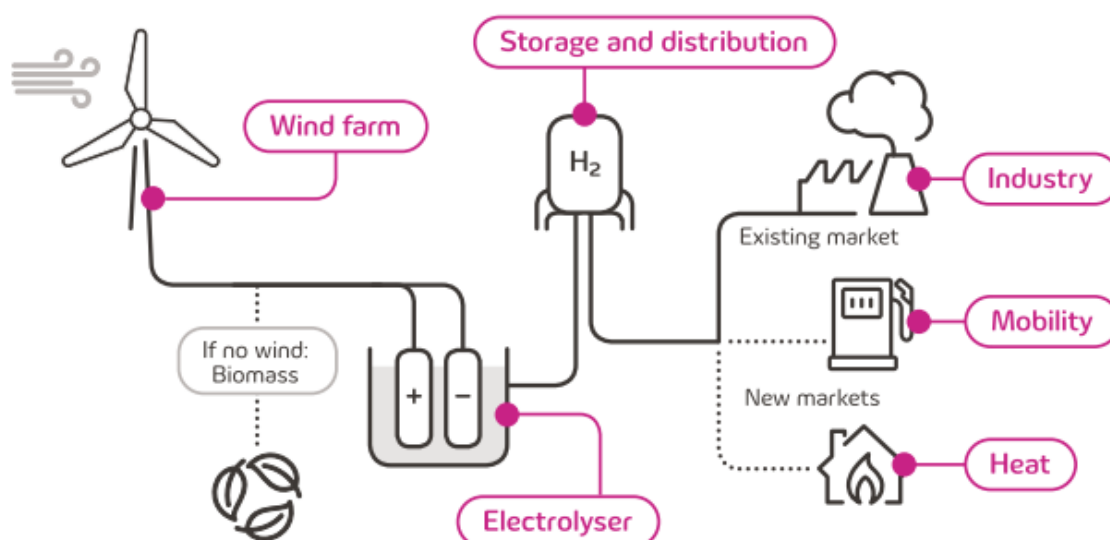 Storage and distribution
Wind farm
H₂
Industry
Existing market
Mobility
If no wind:
Biomass
+ −
New markets
Heat
Electrolyser